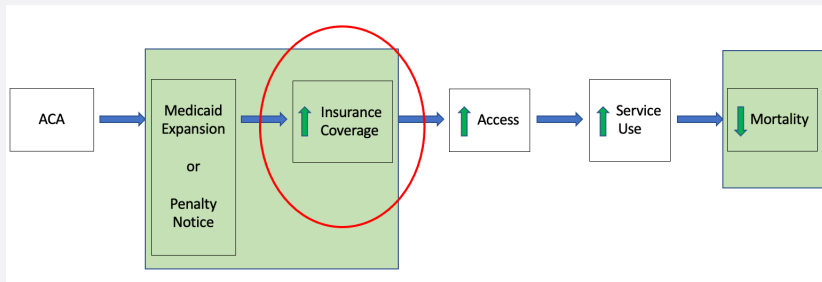 ACA
Medicaid
Expansion
or
Penalty
Notice
Insurance
Coverage
Access
Service
Use
Mortality